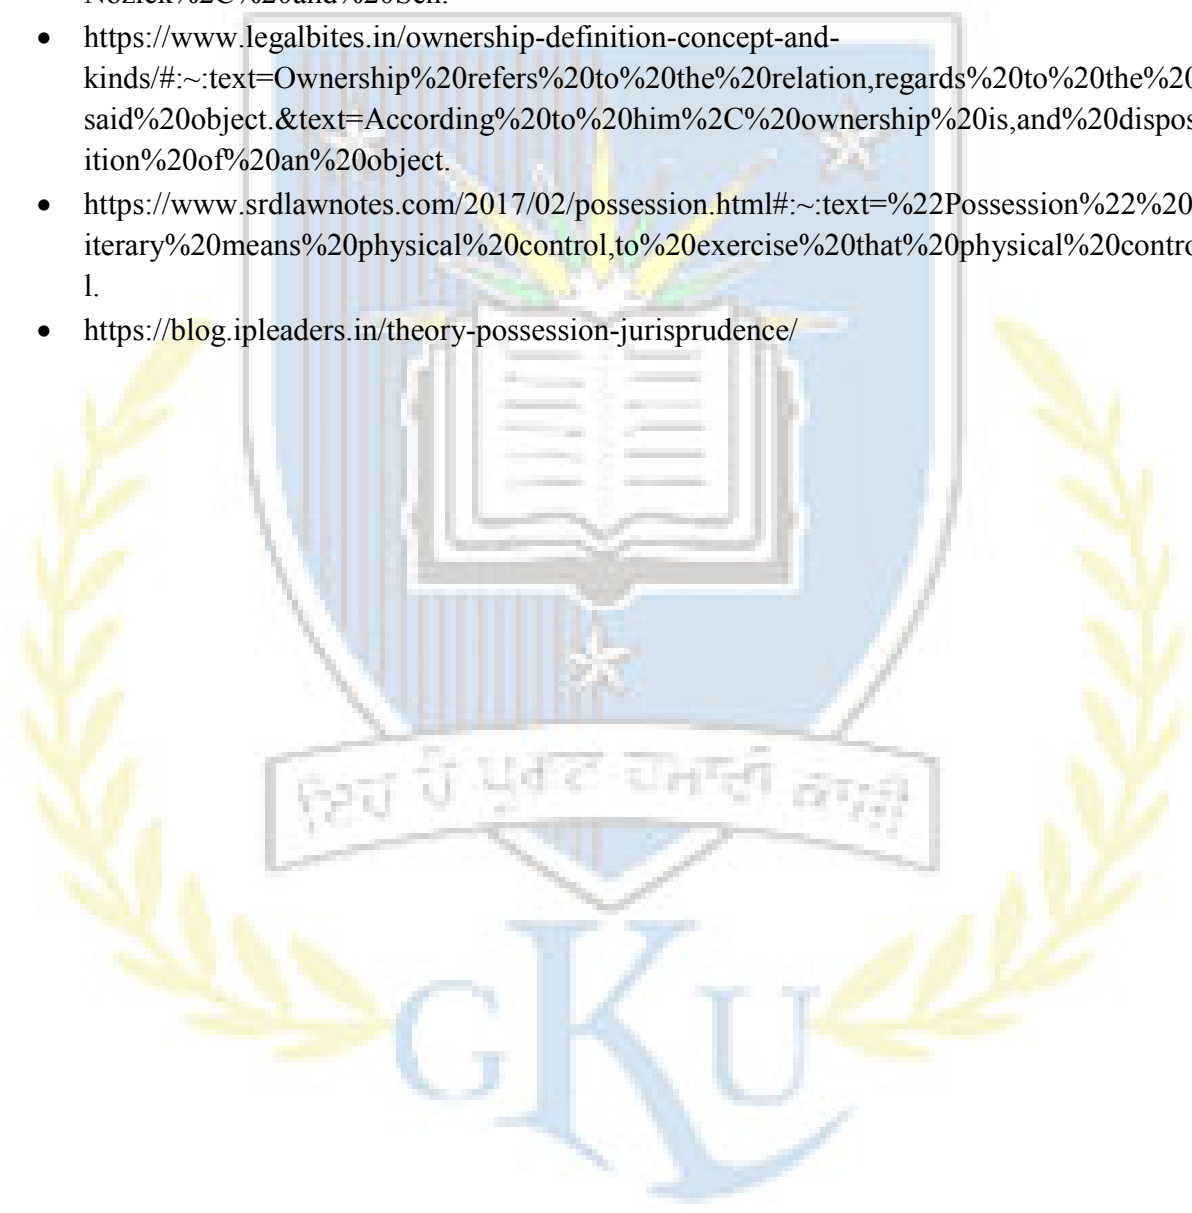 Nozick%2C%20and%20Sen.
• https://www.legalbites.in/ownership-definition-concept-and-
kinds/#:~:text=Ownership%20refers%20to%20the%20relation,regards%20to%20the%20
said%20object.&text=According%20to%20him%2C%20ownership%20is,and%20dispos
ition%20of%20an%20object.
• https://www.srdlawnotes.com/2017/02/possession.html#:~:text=%22Possession%22%20
iterary%20means%20physical%20control,to%20exercise%20that%20physical%20contro
l.
• https://blog.ipleaders.in/theory-possession-jurisprudence/
ਇਹ ਹੈ ਪ੍ਰਗਟ ਹਮਾਰੀ
GKU